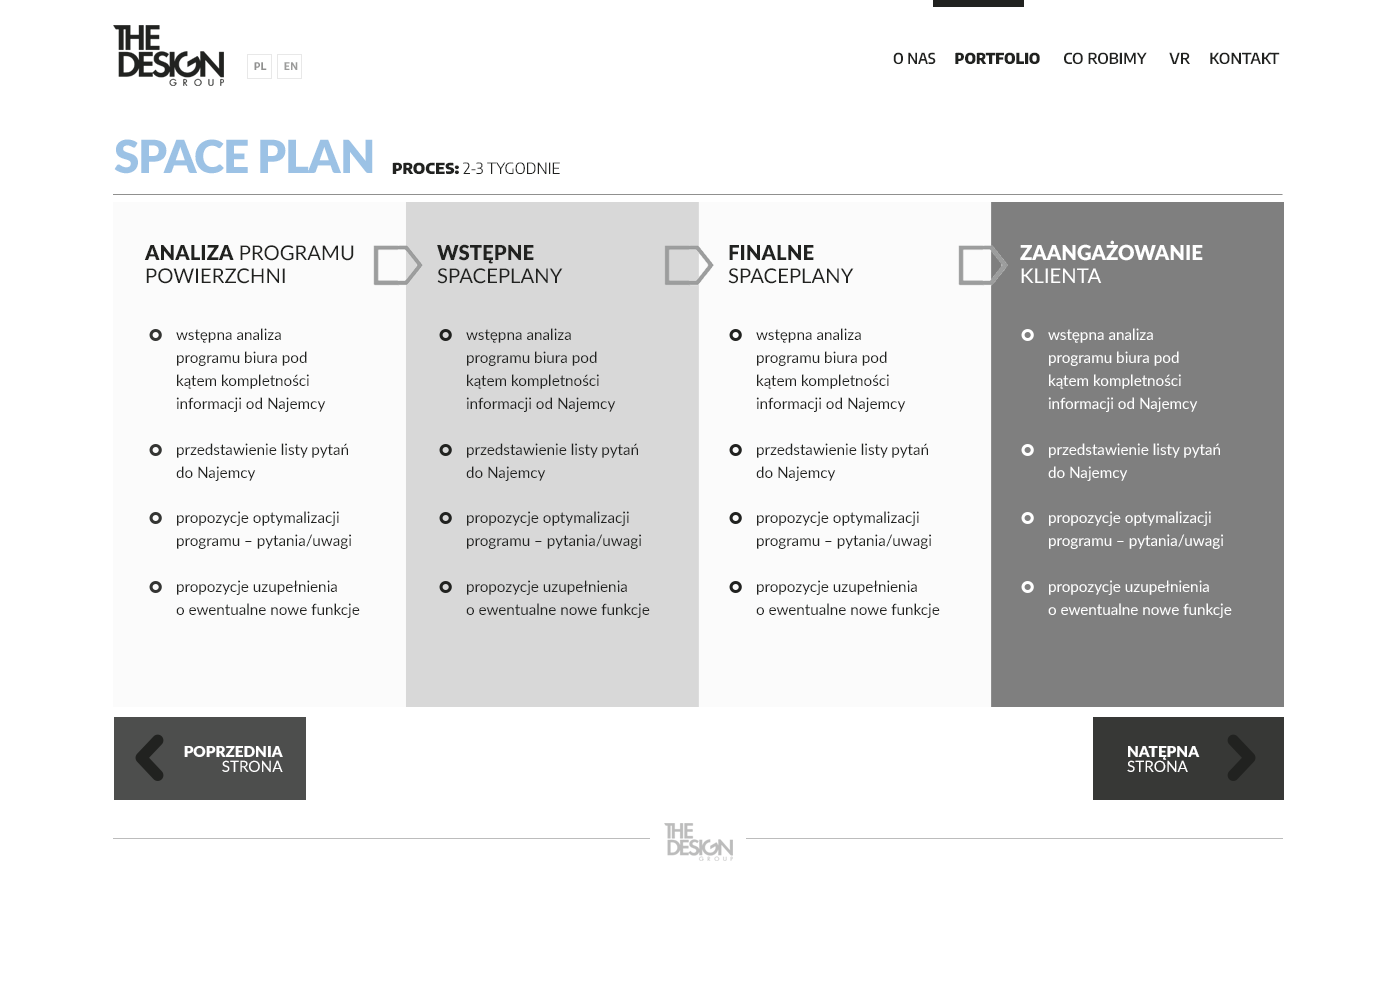 THE
DESIGN
GROUP
PL EN
O NAS PORTFOLIO CO ROBIMY VR KONTAKT
SPACE PLAN PROCES: 2-3 TYGODNIE
ANALIZA PROGRAMU
POWIERZCHNI
wstępna analiza
programu biura pod
kątem kompletności
informacji od Najemcy
przedstawienie listy pytań
do Najemcy
propozycje optymalizacji
programu – pytania/uwagi
propozycje uzupełnienia
o ewentualne nowe funkcje
WSTĘPNE
SPACEPLANY
wstępna analiza
programu biura pod
kątem kompletności
informacji od Najemcy
przedstawienie listy pytań
do Najemcy
propozycje optymalizacji
programu – pytania/uwagi
propozycje uzupełnienia
o ewentualne nowe funkcje
FINALNE
SPACEPLANY
wstępna analiza
programu biura pod
kątem kompletności
informacji od Najemcy
przedstawienie listy pytań
do Najemcy
propozycje optymalizacji
programu – pytania/uwagi
propozycje uzupełnienia
o ewentualne nowe funkcje
ZAANGAŻOWANIE
KLIENTA
wstępna analiza
programu biura pod
kątem kompletności
informacji od Najemcy
przedstawienie listy pytań
do Najemcy
propozycje optymalizacji
programu – pytania/uwagi
propozycje uzupełnienia
o ewentualne nowe funkcje
POPRZEDNIA
STRONA
NATĘPNA
STRONA
THE
DESIGN
GROUP